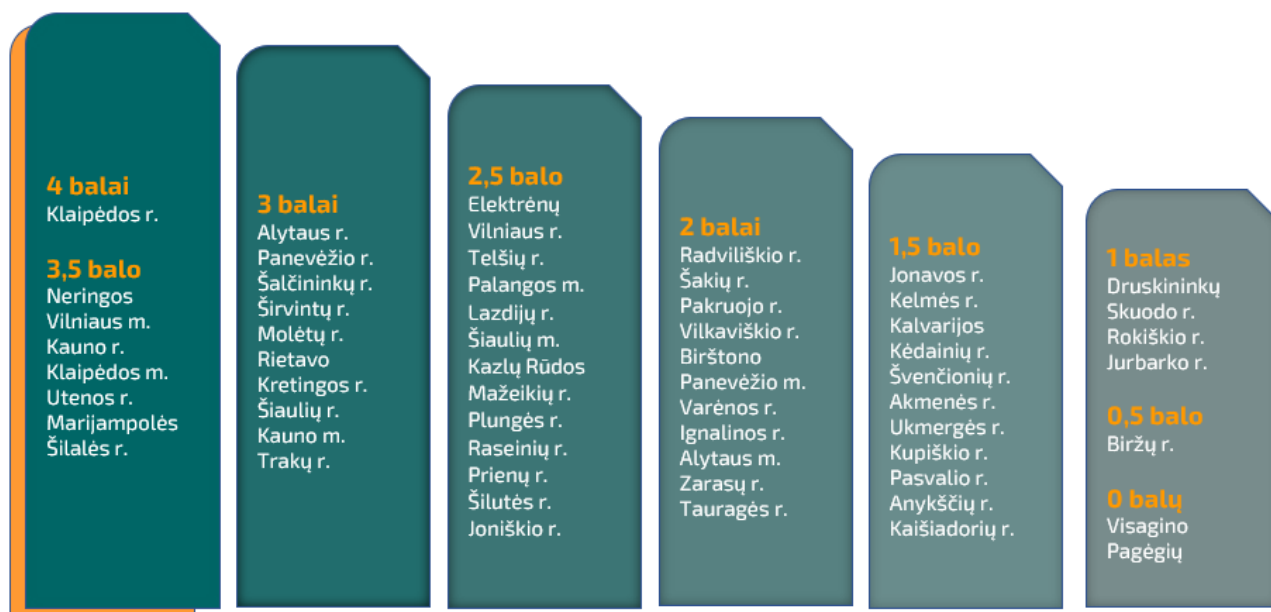 4 balai
Klaipėdos r.
3,5 balo
Neringos
Vilniaus m.
Kauno r.
Klaipėdos m.
Utenos r.
Marijampolės
Šilalės r.
3 balai
Alytaus r.
Panevėžio r.
Šalčininkų r.
Širvintų r.
Molėtų r.
Rietavo
Kretingos r.
Šiaulių r.
Kauno m.
Trakų r.
2,5 balo
Elektrėnų
Vilniaus r.
Telšių r.
Palangos m.
Lazdijų r.
Šiaulių m.
Kazlų Rūdos
Mažeikių r.
Plungės r.
Raseinių r.
Prienų r.
Šilutės r.
Joniškio r.
2 balai
Radviliškio r.
Šakių r.
Pakruojo r.
Vilkaviškio r.
Birštono
Panevėžio m.
Varėnos r.
Ignalinos r.
Alytaus m.
Zarasų r.
Tauragės r.
1,5 balo
Jonavos r.
Kelmės r.
Kalvarijos
Kėdainių r.
Švenčionių r.
Akmenės r.
Ukmergės r.
Kupiškio r.
Pasvalio r.
Anykščių r.
Kaišiadorių r.
1 balas
Druskininkų
Skuodo r.
Rokiškio r.
Jurbarko r.
0,5 balo
Biržų r.
0 balų
Visagino
Pagėgių